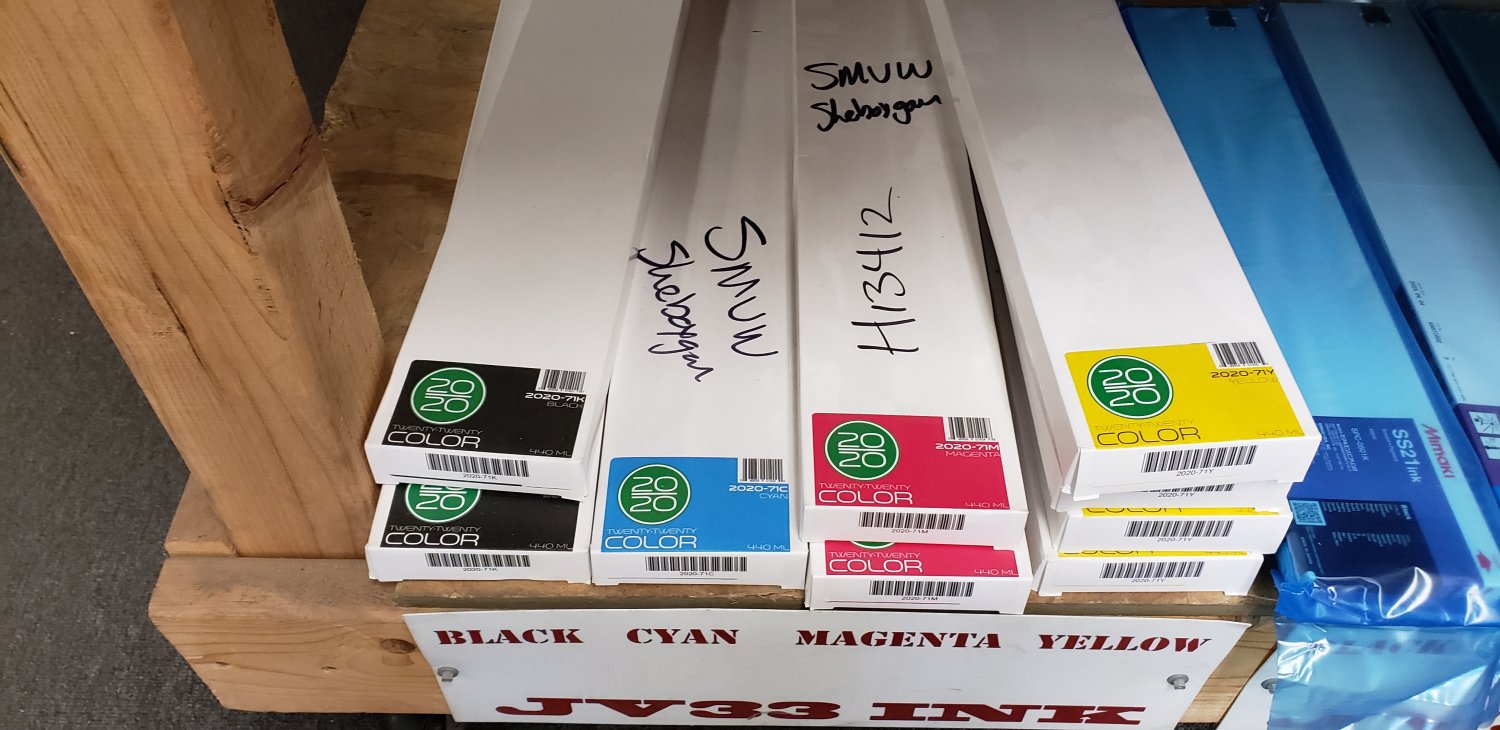 SMUW
Sheboygan
SMUW
Sheboygan
H13412
20
20
2020-71K
BLACK
TWENTY-TWENTY
COLOR
440 ML
2020-71K
20
20
TWENTY-TWENTY
COLOR
440 ML
2020-71K
20
20
2020-71C
CYAN
TWENTY-TWENTY
COLOR
440 ML
2020-71C
20
20
2020-71M
MAGENTA
TWENTY-TWENTY
COLOR
440 ML
2020-71M
TWENTY-TWENTY
COLOR
440 ML
2020-71M
20
20
2020-71Y
YELLOW
TWENTY-TWENTY
COLOR
440 ML
2020-71Y
2020-71Y
2020-71Y
2020-71Y
Mimaki
SS21 ink
SPC-0501K
BLACK CYAN MAGENTA YELLOW
JV33 INK